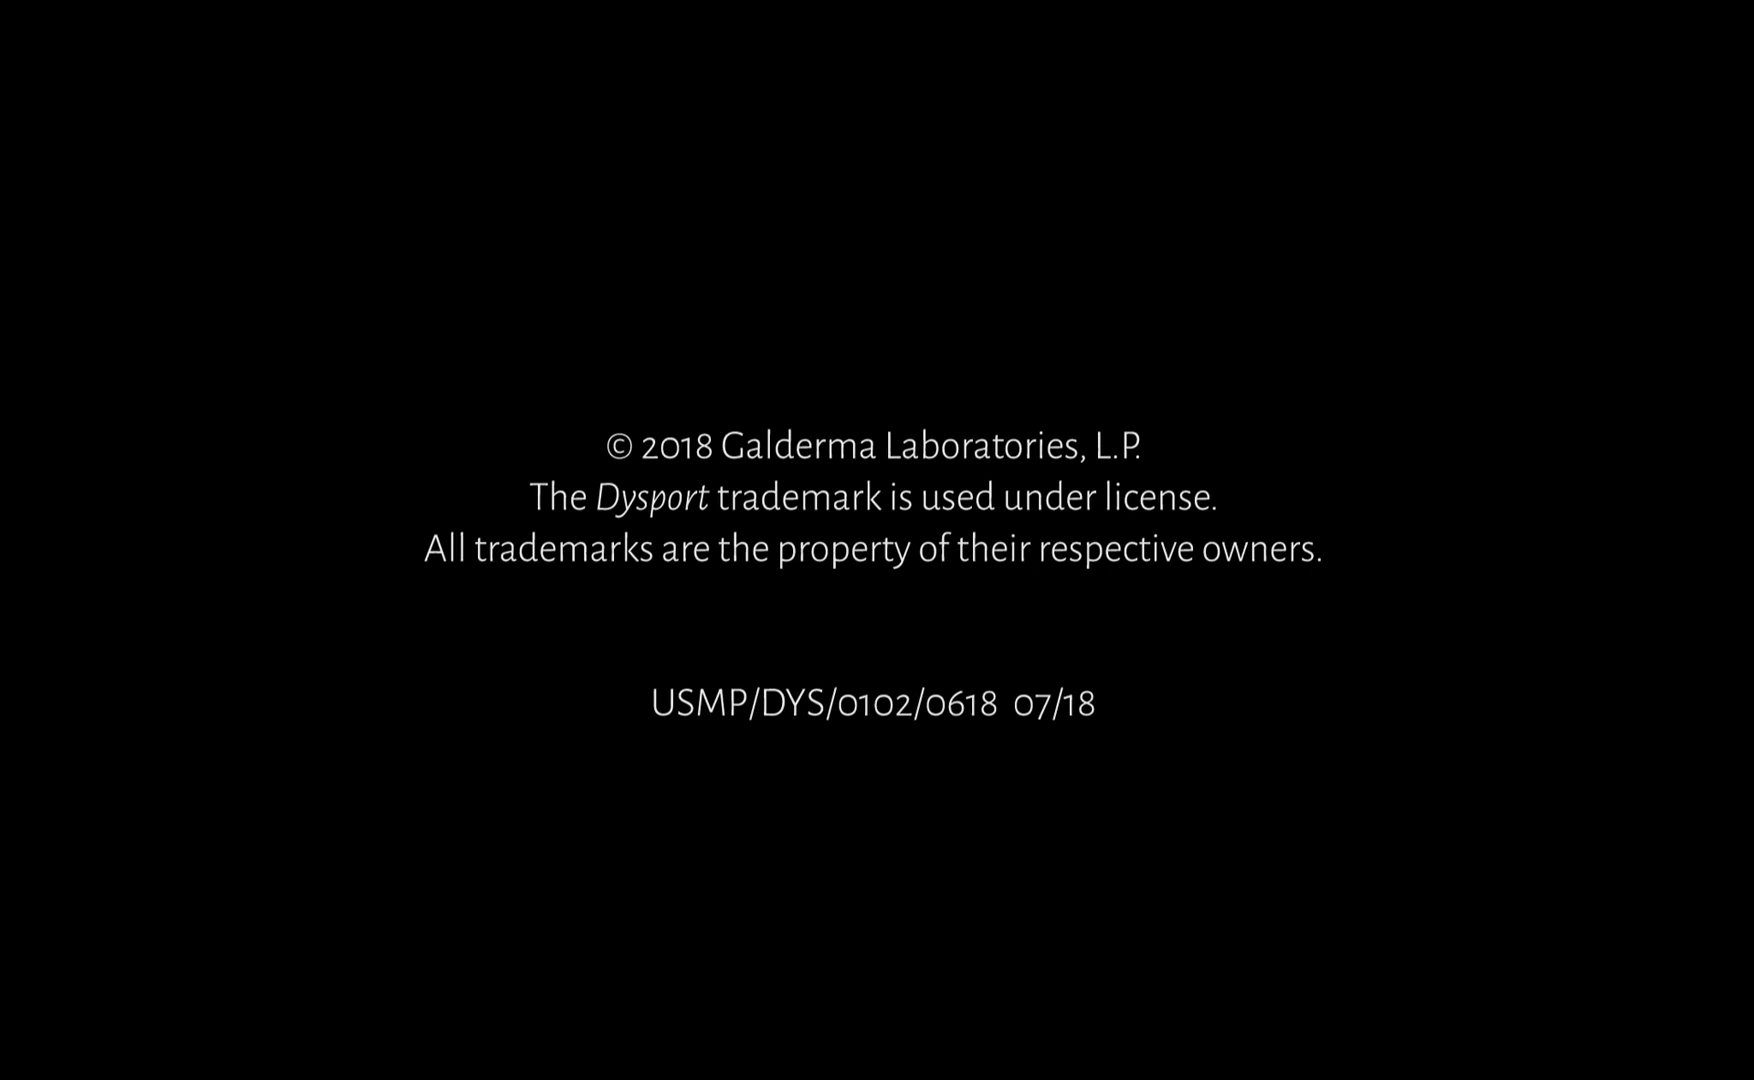 © 2018 Galderma Laboratories, L.P.
The Dysport trademark is used under license.
All trademarks are the property of their respective owners.
USMP/DYS/0102/0618 07/18